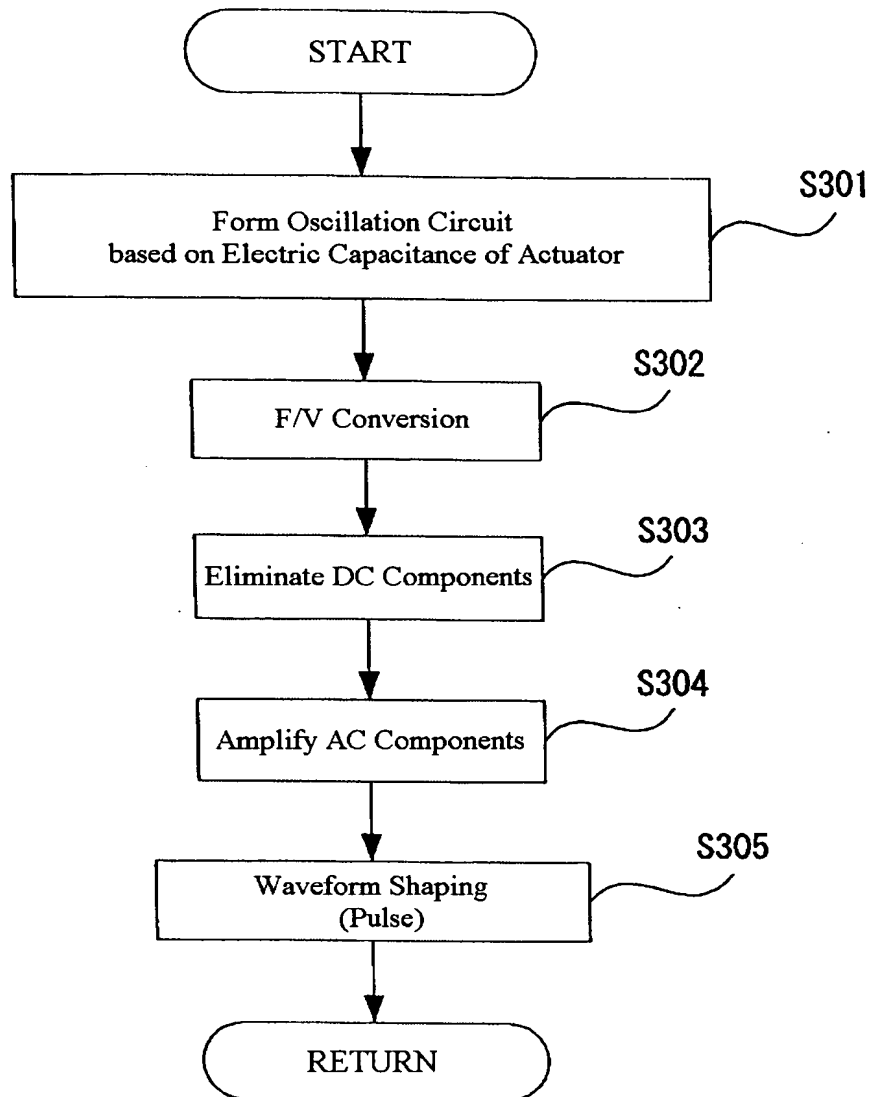 START
S301
Form Oscillation Circuit
based on Electric Capacitance of Actuator
S302
F/V Conversion
S303
Eliminate DC Components
S304
Amplify AC Components
S305
Waveform Shaping
(Pulse)
RETURN